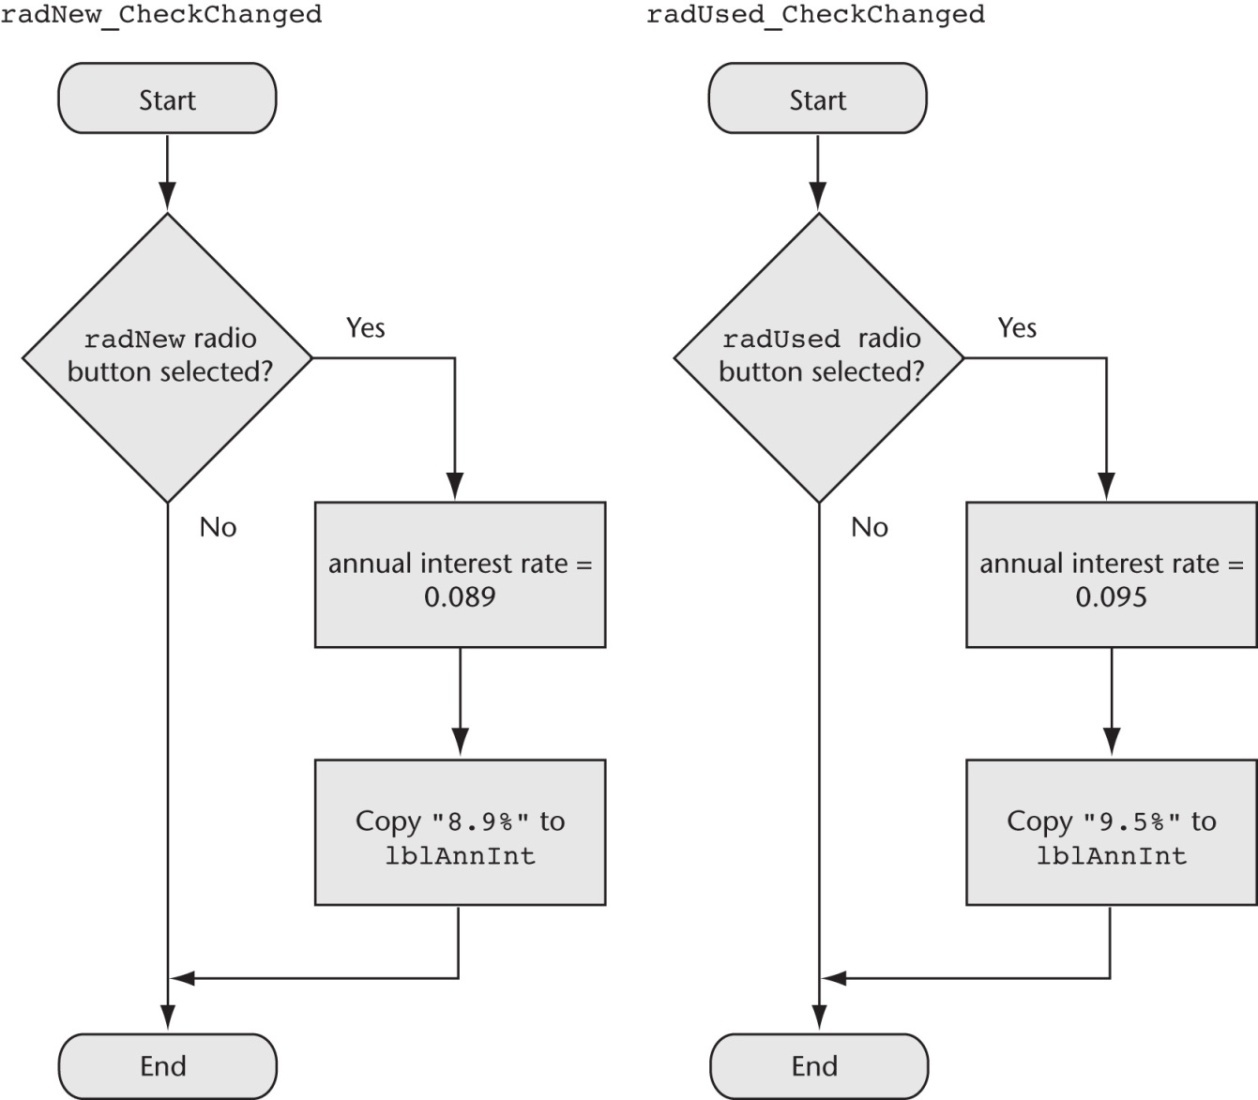 radNew_CheckChanged
Start
radNew radio
button selected?
Yes
No
annual interest rate =
0.089
Copy "8.9%" to
lblAnnInt
End
radUsed_CheckChanged
Start
radUsed radio
button selected?
Yes
No
annual interest rate =
0.095
Copy "9.5%" to
lblAnnInt
End